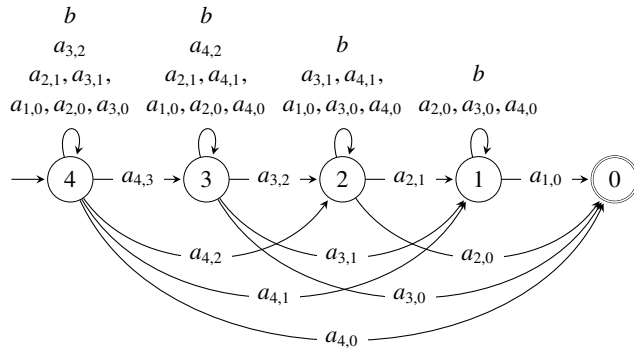 b b
a_{3,2} a_{4,2} b
a_{2,1}, a_{3,1}, a_{2,1}, a_{4,1}, a_{3,1}, a_{4,1}, b
a_{1,0}, a_{2,0}, a_{3,0} a_{1,0}, a_{2,0}, a_{4,0} a_{1,0}, a_{3,0}, a_{4,0} a_{2,0}, a_{3,0}, a_{4,0}
4 a_{4,3} 3 a_{3,2} 2 a_{2,1} 1 a_{1,0} 0
a_{4,2} a_{3,1} a_{2,0}
a_{4,1} a_{3,0}
a_{4,0}